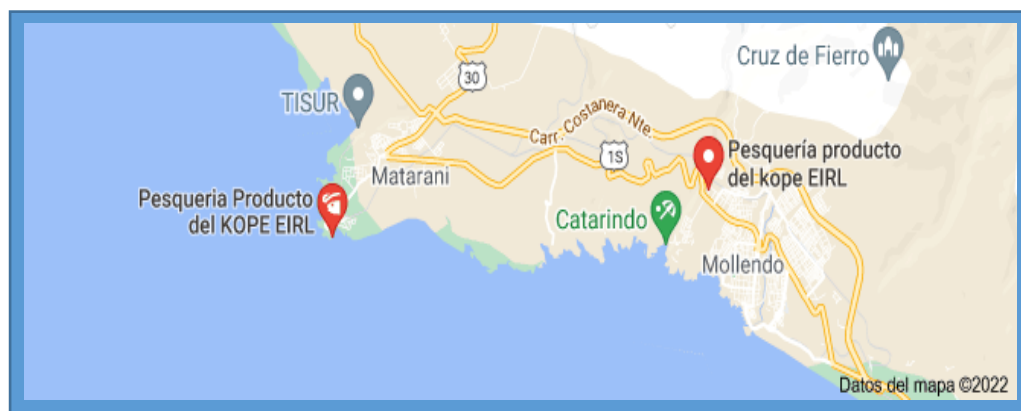 Cruz de Fierro
30
TISUR
Carr. Costanera Nte.
1S
Pesquería producto
del kope EIRL
Matarani
Pesqueria Producto
del KOPE EIRL
Catarindo
Mollendo
Datos del mapa ©2022